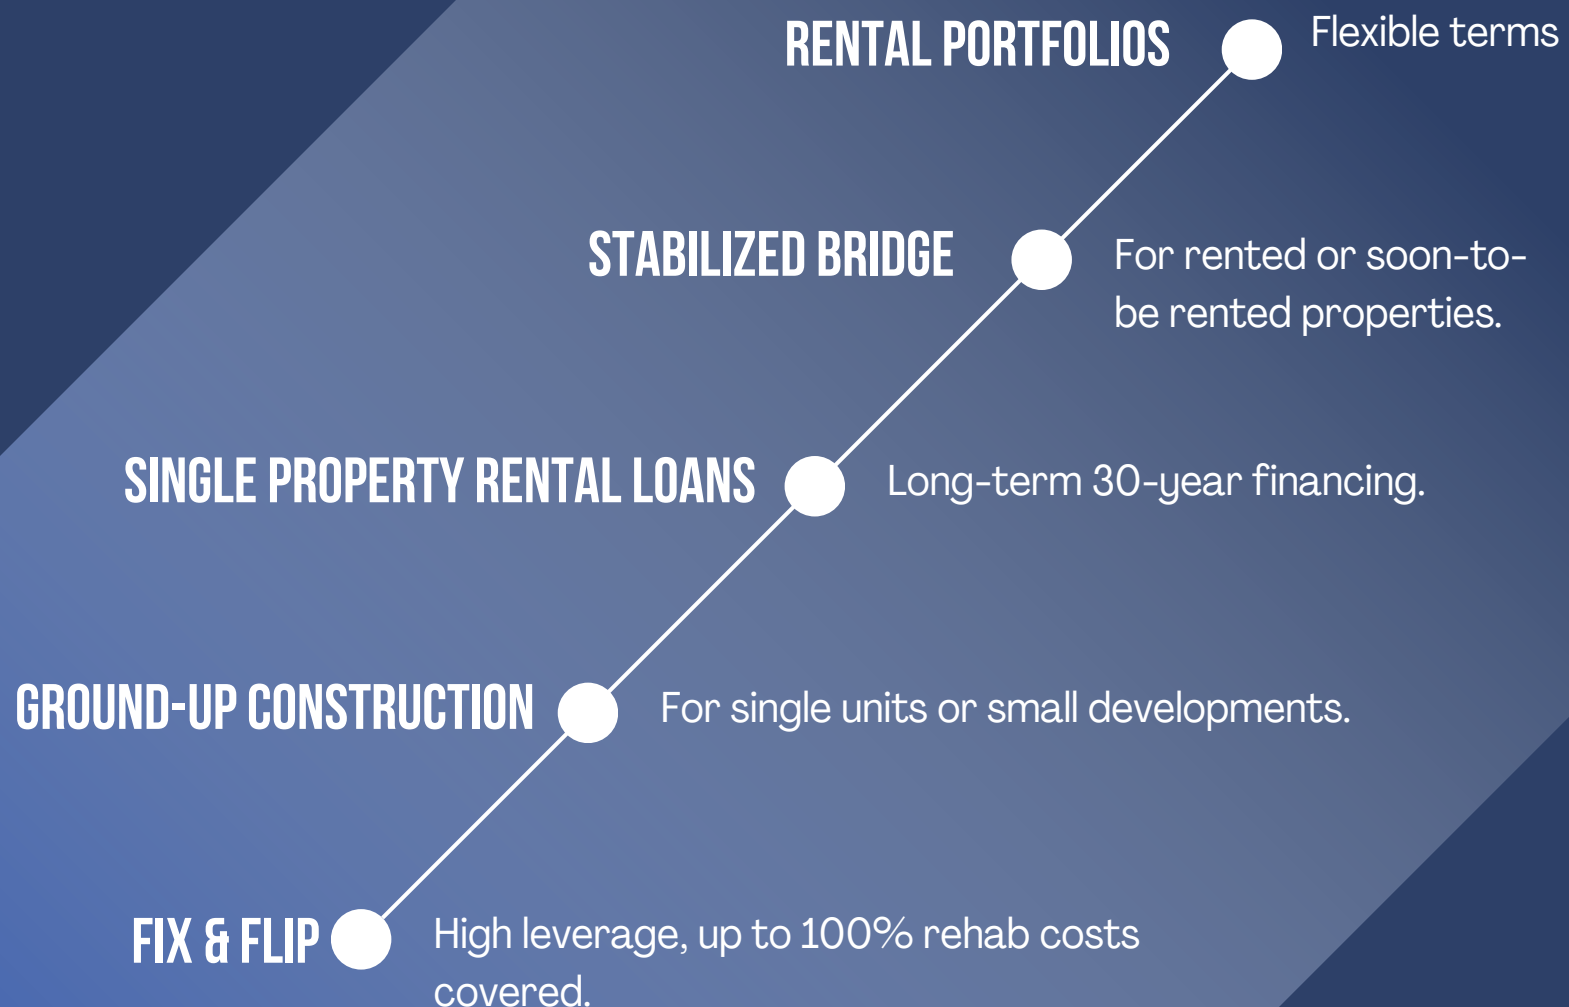 RENTAL PORTFOLIOS
Flexible terms
STABILIZED BRIDGE
For rented or soon-to-
be rented properties.
SINGLE PROPERTY RENTAL LOANS
Long-term 30-year financing.
GROUND-UP CONSTRUCTION
For single units or small developments.
FIX & FLIP
High leverage, up to 100% rehab costs
covered.